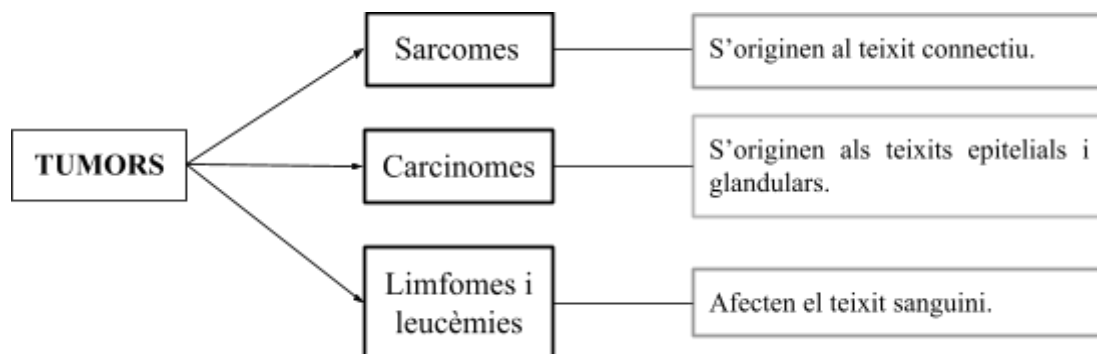 Sarcomes
S’originen al teixit connectiu.
TUMORS
Carcinomes
S’originen als teixits epitelials i
glandulars.
Limfomes i
leucèmies
Afecten el teixit sanguini.